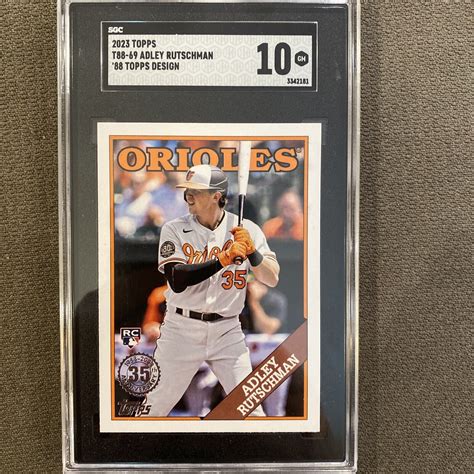 SGC
2023 TOPPS
T88-69 ADLEY RUTSCHMAN
'88 TOPPS DESIGN
10 GM
3342181
ORIOLES
Orioles
35
RC
35
ANNIVERSARY
Topps
ADLEY
RUTSCHMAN